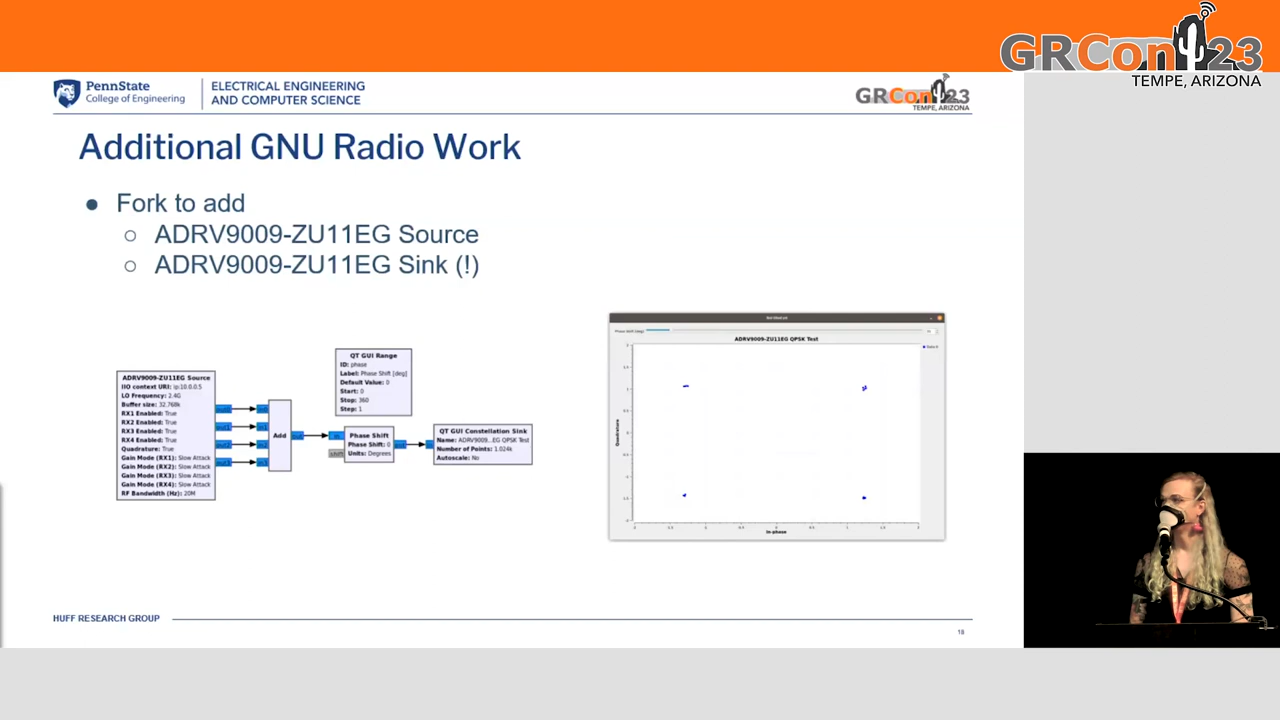 GRCon 23
TEMPE, ARIZONA
PennState
College of Engineering
ELECTRICAL ENGINEERING
AND COMPUTER SCIENCE
GRCon 23
TEMPE, ARIZONA
Additional GNU Radio Work
● Fork to add
○ ADRV9009-ZU11EG Source
○ ADRV9009-ZU11EG Sink (!)
ADRV9009-ZU11EG Source
IIO context URI: ip:10.0.0.5
LO Frequency: 2.4G
Buffer size: 32.768k
RX1 Enabled: True
RX2 Enabled: True
RX3 Enabled: True
RX4 Enabled: True
Quadrature: True
Gain Mode (RX1): Slow Attack
Gain Mode (RX2): Slow Attack
Gain Mode (RX3): Slow Attack
Gain Mode (RX4): Slow Attack
RF Bandwidth (Hz): 20M
Add
QT GUI Range
ID: phase
Label: Phase Shift [deg]
Default Value: 0
Start: 0
Stop: 360
Step: 1
Phase Shift
Phase Shift: 0
Units: Degrees
shift
QT GUI Constellation Sink
Name: ADRV9009...EG QPSK Test
Number of Points: 1.024k
Autoscale: No
ADRV9009-ZU11EG QPSK Test
Quadrature
In-phase
HUFF RESEARCH GROUP
18